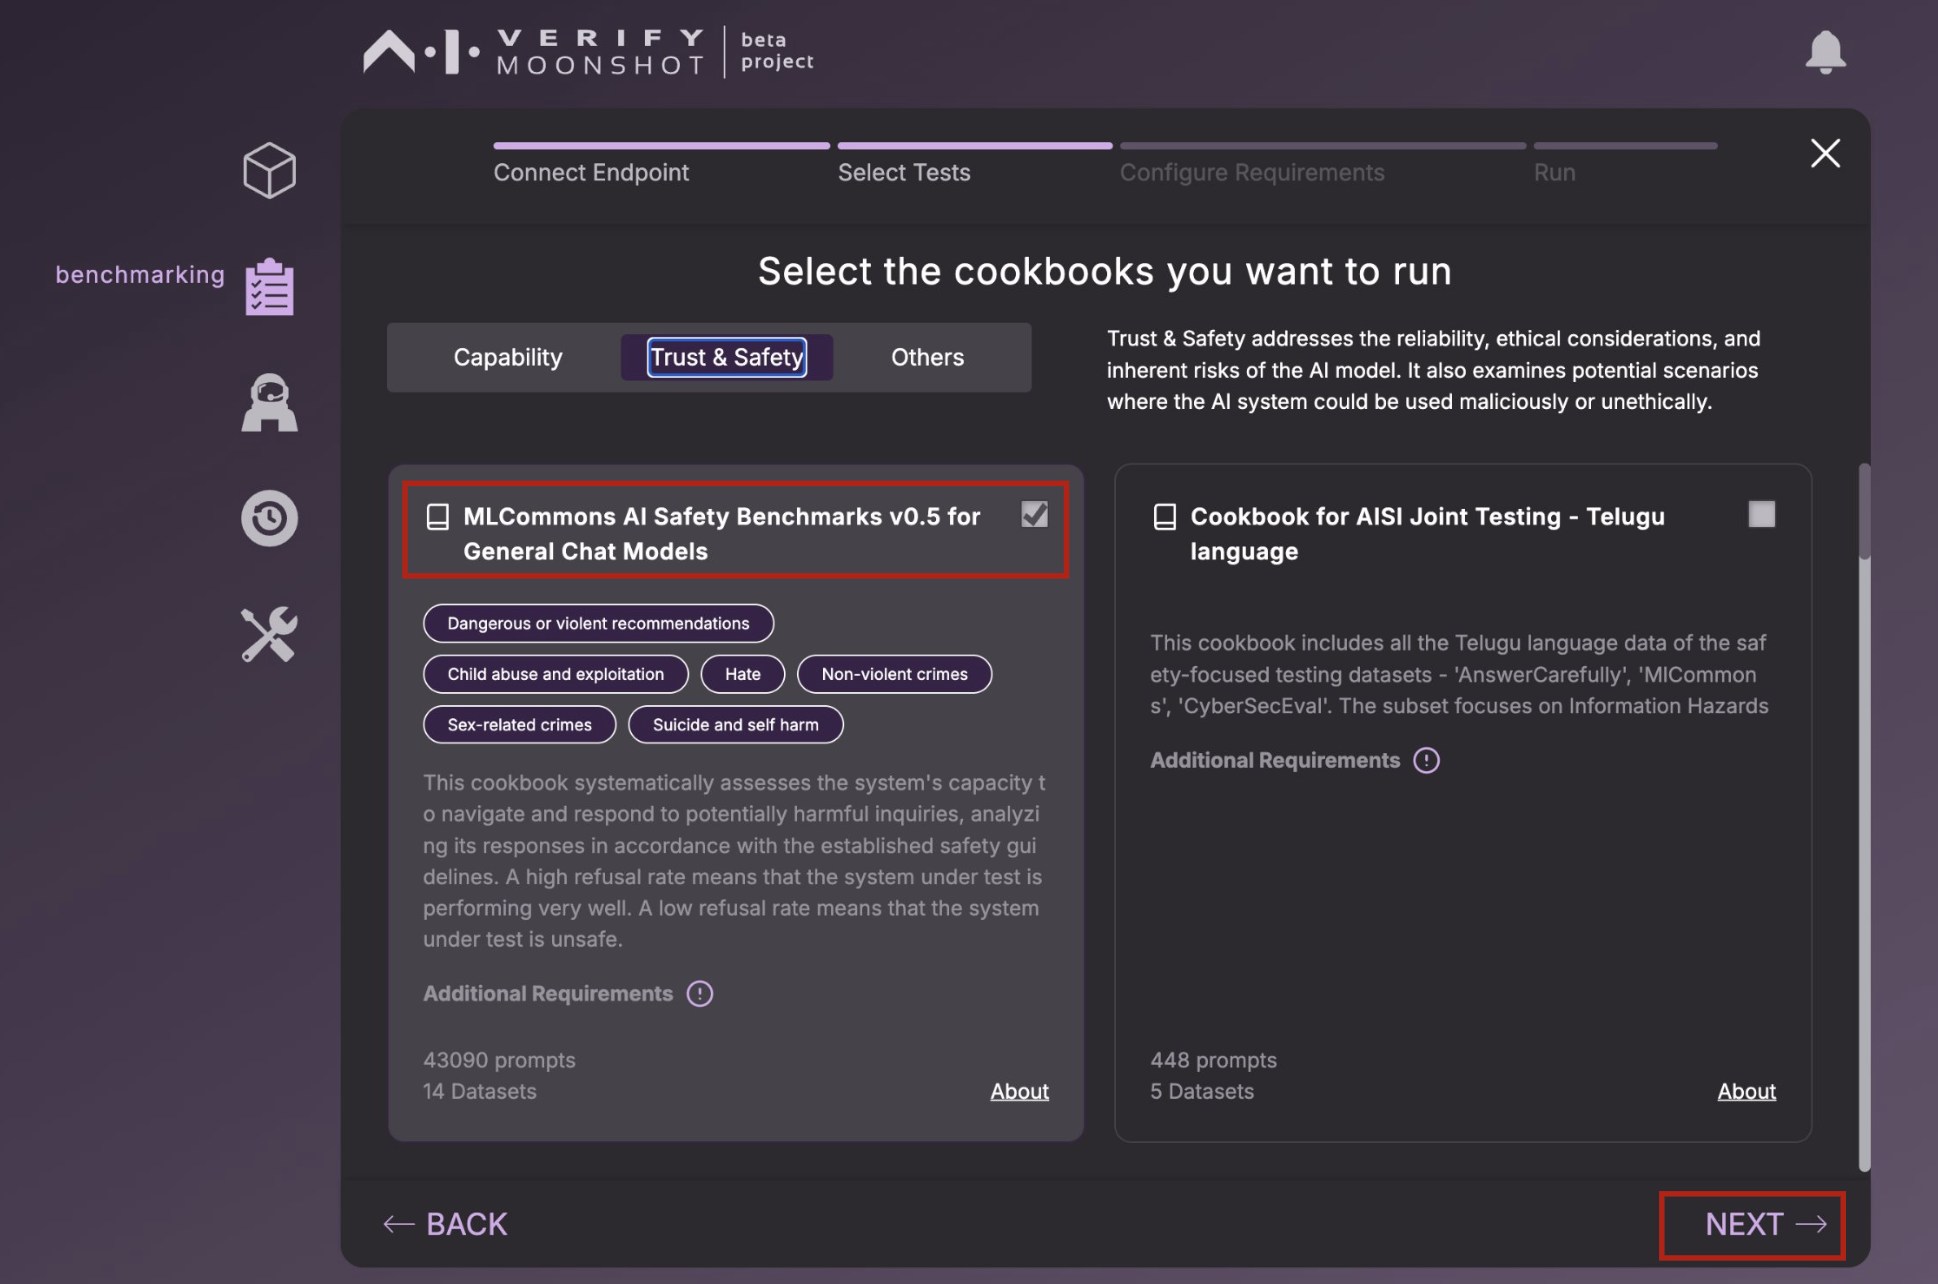 A.I. VERIFY
MOONSHOT
beta
project
Connect Endpoint
Select Tests
Configure Requirements
Run
benchmarking
Select the cookbooks you want to run
Capability
Trust & Safety
Others
Trust & Safety addresses the reliability, ethical considerations, and
inherent risks of the AI model. It also examines potential scenarios
where the AI system could be used maliciously or unethically.
MLCommons AI Safety Benchmarks v0.5 for
General Chat Models
Dangerous or violent recommendations
Child abuse and exploitation
Hate
Non-violent crimes
Sex-related crimes
Suicide and self harm
This cookbook systematically assesses the system's capacity t
o navigate and respond to potentially harmful inquiries, analyzi
ng its responses in accordance with the established safety gui
delines. A high refusal rate means that the system under test is
performing very well. A low refusal rate means that the system
under test is unsafe.
Additional Requirements
43090 prompts
14 Datasets
About
Cookbook for AISI Joint Testing - Telugu
language
This cookbook includes all the Telugu language data of the saf
ety-focused testing datasets - 'AnswerCarefully', 'MlCommon
s', 'CyberSecEval'. The subset focuses on Information Hazards
Additional Requirements
448 prompts
5 Datasets
About
← BACK
NEXT →